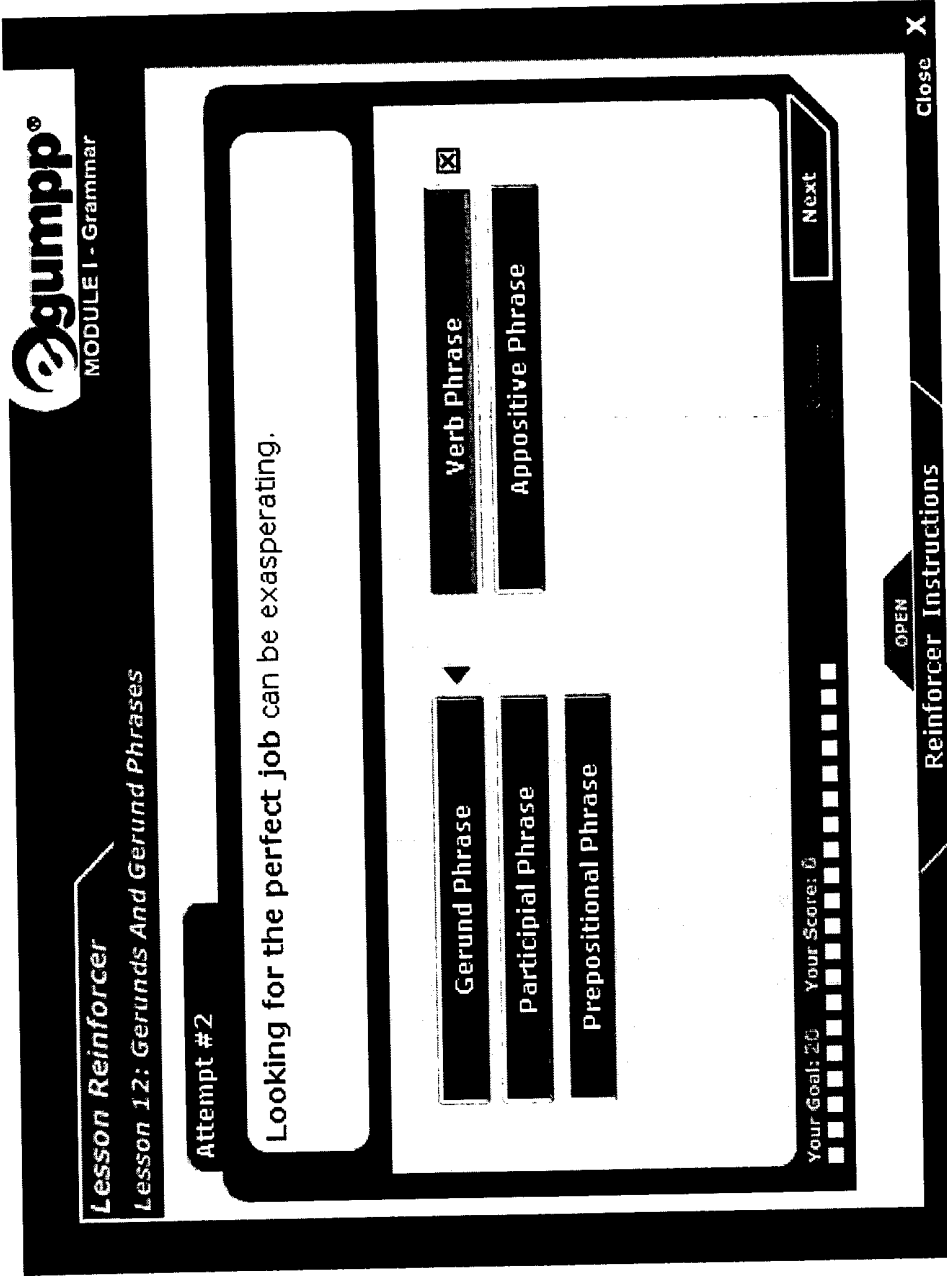 egumpp®
MODULE I - Grammar
Lesson Reinforcer
Lesson 12: Gerunds And Gerund Phrases
Attempt #2
Looking for the perfect job can be exasperating.
Gerund Phrase
Verb Phrase
Participial Phrase
Appositive Phrase
Prepositional Phrase
Your Goal: 20 Your Score: 0
Next
OPEN
Reinforcer Instructions
Close X